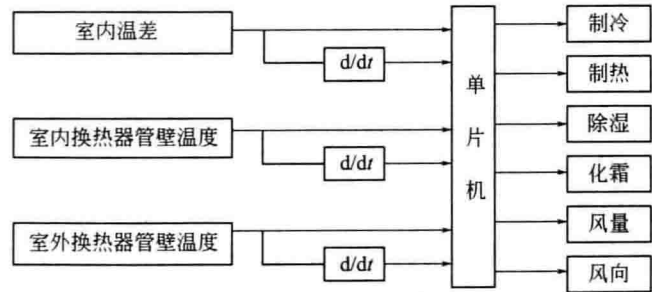 室内温差
d/dt
室内换热器管壁温度
d/dt
室外换热器管壁温度
d/dt
单
片
机
制冷
制热
除湿
化霜
风量
风向